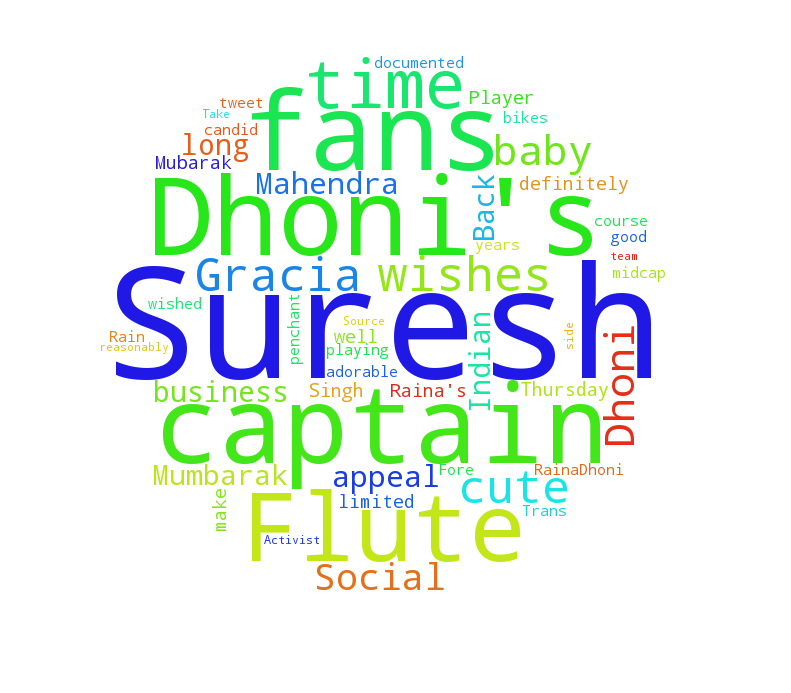 documented
time
Player
tweet
Take
fans
bikes
candid
long
baby
Mubarak
Mahendra
Back
definitely
Dhoni's
course
good
years
team
Gracia
wishes
midcap
Suresh
wished
penchant
Source
Rain
reasonably
well
playing
side
Indian
Dhoni
adorable
business
Singh
Raina's
Thursday
captain
Mumbarak
appeal
Fore
RainaDhoni
cute
limited
make
Trans
Flute
Activist
Social